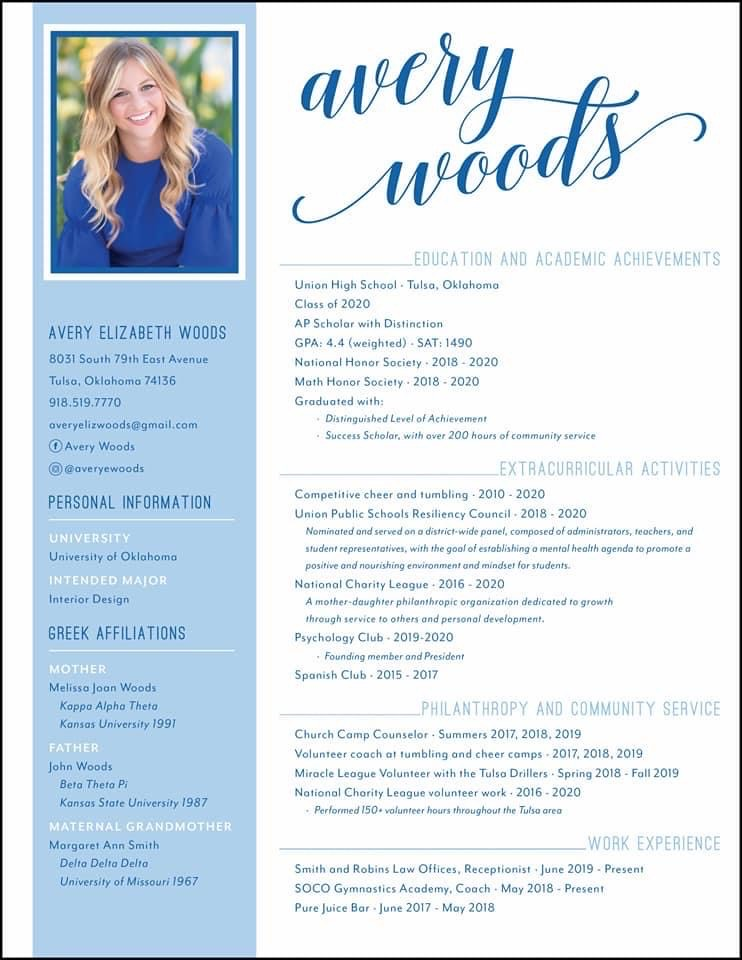 avery
woods
AVERY ELIZABETH WOODS
8031 South 79th East Avenue
Tulsa, Oklahoma 74136
918.519.7770
averyelizwoods@gmail.com
f Avery Woods
@averyewoods
PERSONAL INFORMATION
UNIVERSITY
University of Oklahoma
INTENDED MAJOR
Interior Design
GREEK AFFILIATIONS
MOTHER
Melissa Joan Woods
Kappa Alpha Theta
Kansas University 1991
FATHER
John Woods
Beta Theta Pi
Kansas State University 1987
MATERNAL GRANDMOTHER
Margaret Ann Smith
Delta Delta Delta
University of Missouri 1967
EDUCATION AND ACADEMIC ACHIEVEMENTS
Union High School · Tulsa, Oklahoma
Class of 2020
AP Scholar with Distinction
GPA: 4.4 (weighted) · SAT: 1490
National Honor Society · 2018 - 2020
Math Honor Society · 2018 - 2020
Graduated with:
· Distinguished Level of Achievement
· Success Scholar, with over 200 hours of community service
EXTRACURRICULAR ACTIVITIES
Competitive cheer and tumbling · 2010 - 2020
Union Public Schools Resiliency Council · 2018 - 2020
Nominated and served on a district-wide panel, composed of administrators, teachers, and
student representatives, with the goal of establishing a mental health agenda to promote a
positive and nourishing environment and mindset for students.
National Charity League · 2016 - 2020
A mother-daughter philanthropic organization dedicated to growth
through service to others and personal development.
Psychology Club · 2019-2020
· Founding member and President
Spanish Club · 2015 - 2017
PHILANTHROPY AND COMMUNITY SERVICE
Church Camp Counselor · Summers 2017, 2018, 2019
Volunteer coach at tumbling and cheer camps · 2017, 2018, 2019
Miracle League Volunteer with the Tulsa Drillers · Spring 2018 - Fall 2019
National Charity League volunteer work · 2016 - 2020
· Performed 150+ volunteer hours throughout the Tulsa area
WORK EXPERIENCE
Smith and Robins Law Offices, Receptionist · June 2019 - Present
SOCO Gymnastics Academy, Coach · May 2018 - Present
Pure Juice Bar · June 2017 - May 2018